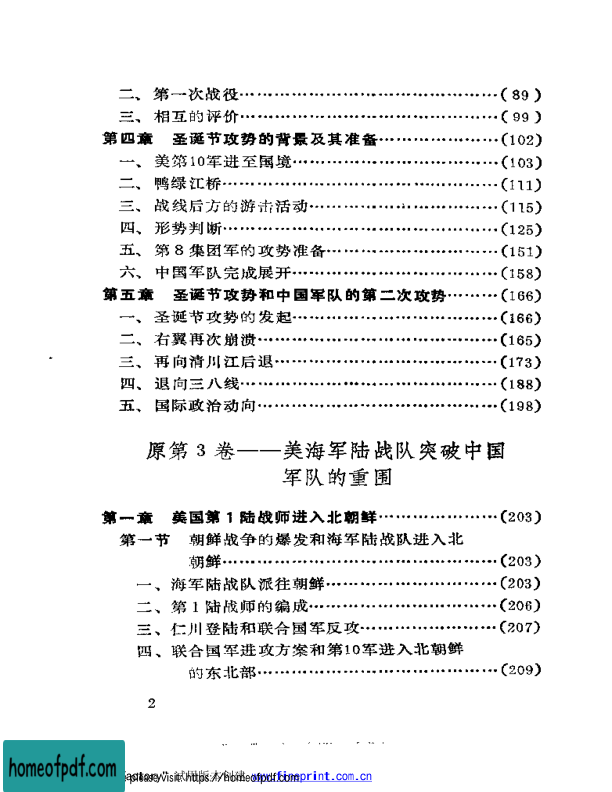 二、第一次战役……………………………………(89)
三、相互的评价……………………………………(99)
第四章　圣诞节攻势的背景及其准备………………(102)
一、美第10军进至国境……………………………(103)
二、鸭绿江桥………………………………………(111)
三、战线后方的游击活动…………………………(115)
四、形势判断………………………………………(125)
五、第8集团军的攻势准备………………………(151)
六、中国军队完成展开……………………………(158)
第五章　圣诞节攻势和中国军队的第二次攻势………(166)
一、圣诞节攻势的发起……………………………(166)
二、右翼再次崩溃…………………………………(165)
三、再向清川江后退………………………………(173)
四、退向三八线……………………………………(188)
五、国际政治动向…………………………………(198)
原第3卷——美海军陆战队突破中国
军队的重围
第一章　美国第1陆战师进入北朝鲜…………………(203)
第一节　朝鲜战争的爆发和海军陆战队进入北
朝鲜…………………………………………(203)
一、海军陆战队派往朝鲜…………………………(203)
二、第1陆战师的编成……………………………(206)
三、仁川登陆和联合国军反攻……………………(207)
四、联合国军进攻方案和第10军进入北朝鲜
的东北部……………………………………(209)
2
homeofpdf.com
please visit: https://homeofpdf.com
www.fineprint.com.cn